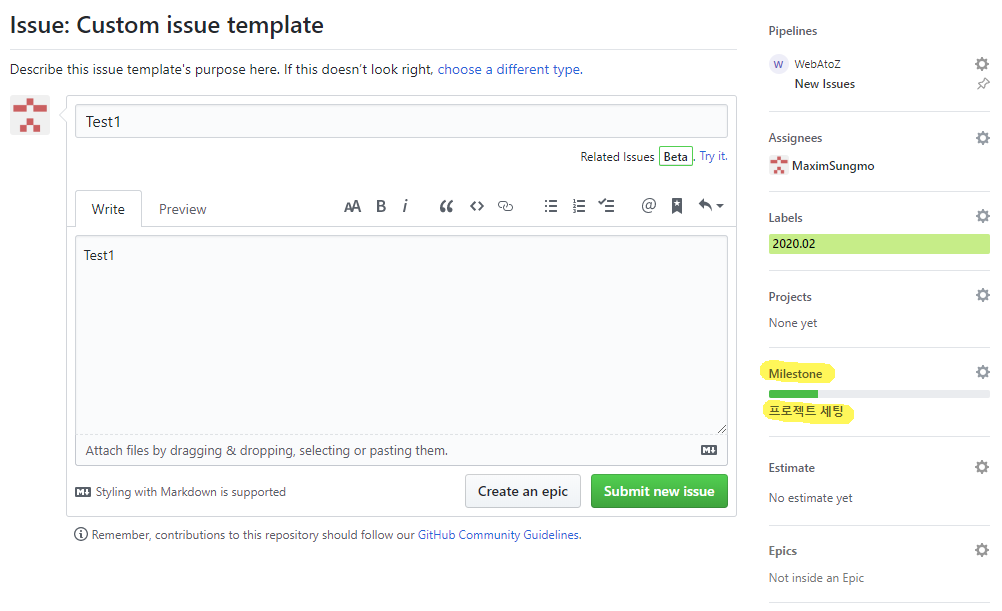 Issue: Custom issue template
Describe this issue template's purpose here. If this doesn’t look right, choose a different type.
Test1
Related Issues Beta. Try it.
Write Preview AA B i
Test1
Attach files by dragging & dropping, selecting or pasting them.
Styling with Markdown is supported
Create an epic Submit new issue
Remember, contributions to this repository should follow our GitHub Community Guidelines.
Pipelines
W WebAtoZ
New Issues
Assignees
MaximSungmo
Labels
2020.02
Projects
None yet
Milestone
프로젝트 세팅
Estimate
No estimate yet
Epics
Not inside an Epic